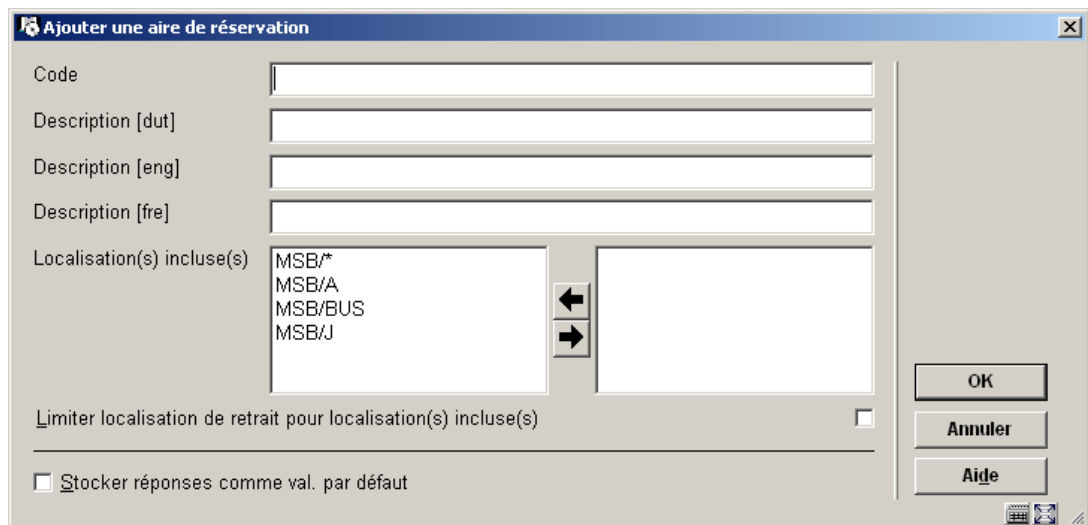 Ajouter une aire de réservation
Code
Description [dut]
Description [eng]
Description [fre]
Localisation(s) incluse(s)
MSB/*
MSB/A
MSB/BUS
MSB/J
Limiter localisation de retrait pour localisation(s) incluse(s)
Stocker réponses comme val. par défaut
OK
Annuler
Aide